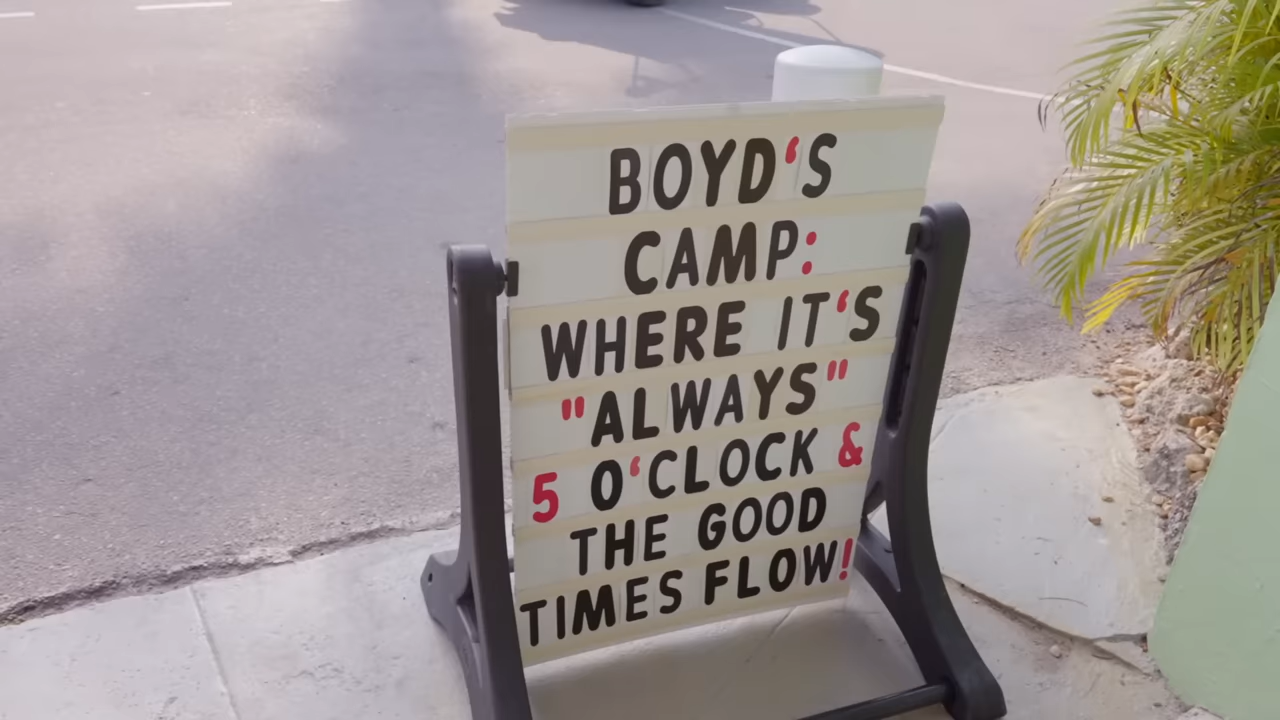 BOYD'S
CAMP:
WHERE IT'S
"ALWAYS"
5 O'CLOCK &
THE GOOD
TIMES FLOW!